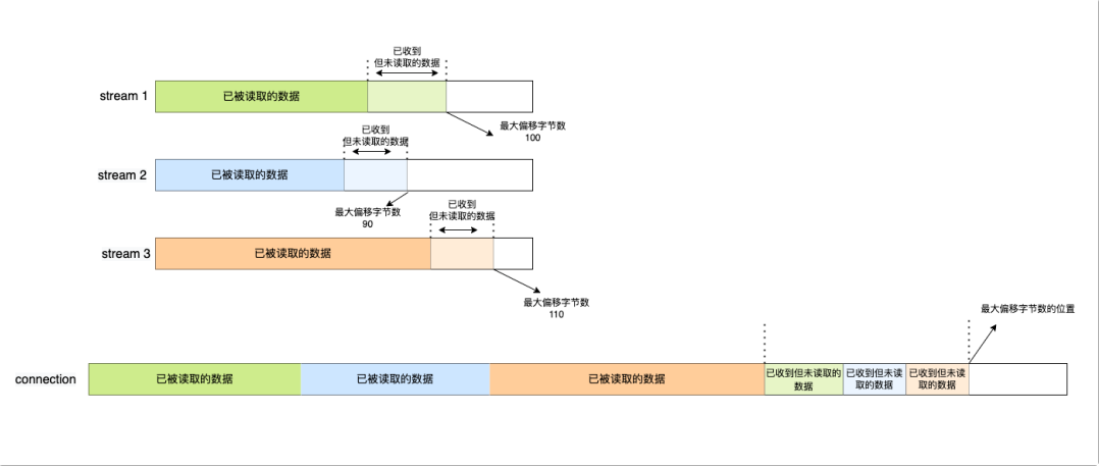 已收到
但未读取的数据
stream 1
已被读取的数据
最大偏移字节数
100
已收到
但未读取的数据
stream 2
已被读取的数据
最大偏移字节数
90
已收到
但未读取的数据
stream 3
已被读取的数据
最大偏移字节数
110
最大偏移字节数的位置
connection
已被读取的数据
已被读取的数据
已被读取的数据
已收到但未读取的
数据
已收到但未读
取的数据
已收到但未读
取的数据